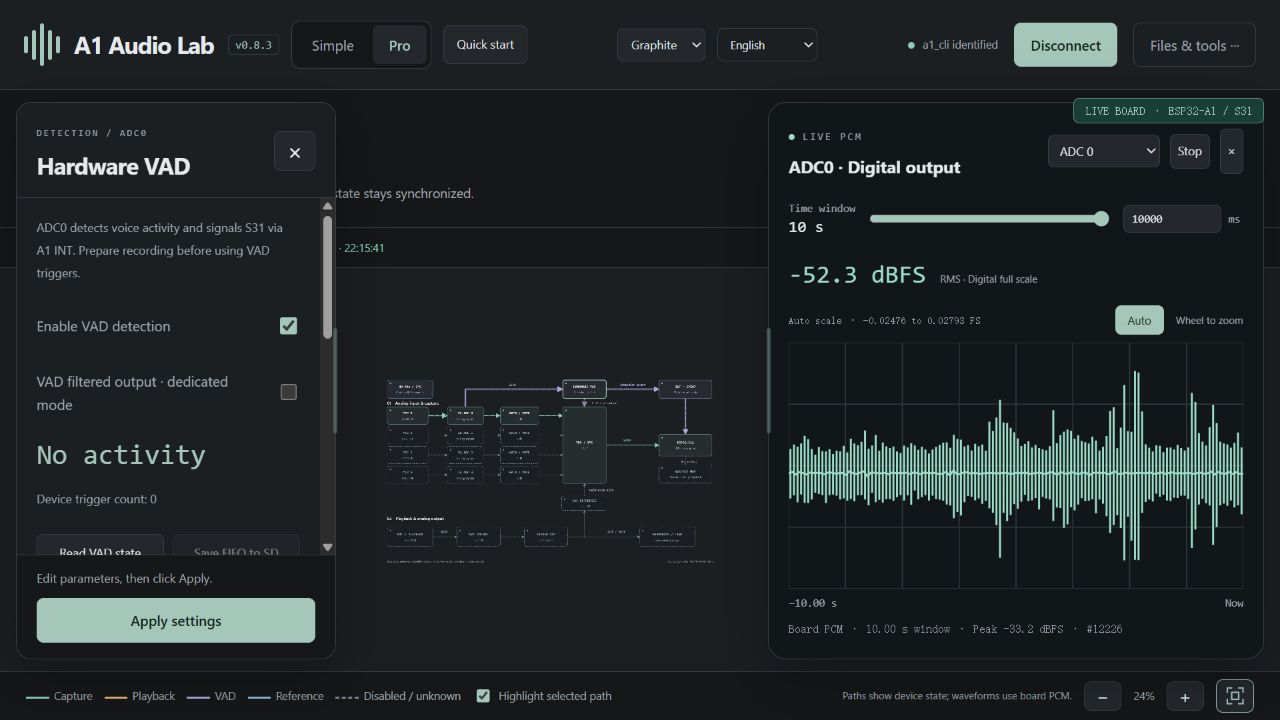 A1 Audio Lab
v0.8.3
Simple
Pro
Quick start
Graphite
English
a1_cli identified
Disconnect
Files & tools ···
DETECTION / ADC0
Hardware VAD
×
ADC0 detects voice activity and signals S31 via
A1 INT. Prepare recording before using VAD
triggers.
Enable VAD detection
VAD filtered output · dedicated
mode
No activity
Device trigger count: 0
Read VAD state
Save FIFO to SD
Edit parameters, then click Apply.
Apply settings
state stays synchronized.
· 22:15:41
LIVE BOARD · ESP32-A1 / S31
LIVE PCM
ADC0 · Digital output
ADC 0
Stop
×
Time window
10 s
10000
ms
-52.3 dBFS
RMS · Digital full scale
Auto scale · -0.02476 to 0.02793 FS
Auto
Wheel to zoom
-10.00 s
Now
Board PCM · 10.00 s window · Peak -33.2 dBFS · #12226
Capture
Playback
VAD
Reference
Disabled / unknown
Highlight selected path
Paths show device state; waveforms use board PCM.
−
24%
+